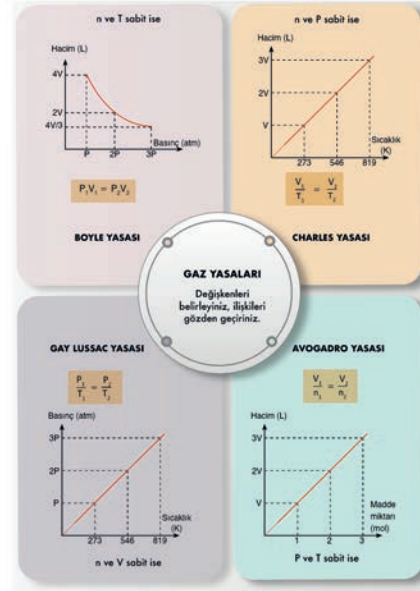 n ve T sabit ise
Hacim (L)
4V
2V
4V/3
P 2P 3P
Basınç (atm)
P₁V₁ = P₂V₂
BOYLE YASASI
n ve P sabit ise
Hacim (L)
3V
2V
V
Sıcaklık
(K)
273 546 819
V₁/T₁ = V₂/T₂
CHARLES YASASI
GAZ YASALARI
Değişkenleri
belirleyiniz, ilişkileri
gözden geçiriniz.
GAY LUSSAC YASASI
P₁/T₁ = P₂/T₂
Basınç (atm)
3P
2P
P
Sıcaklık
(K)
273 546 819
n ve V sabit ise
AVOGADRO YASASI
V₁/n₁ = V₂/n₂
Hacim (L)
3V
2V
V
Madde
miktarı
(mol)
1 2 3
P ve T sabit ise